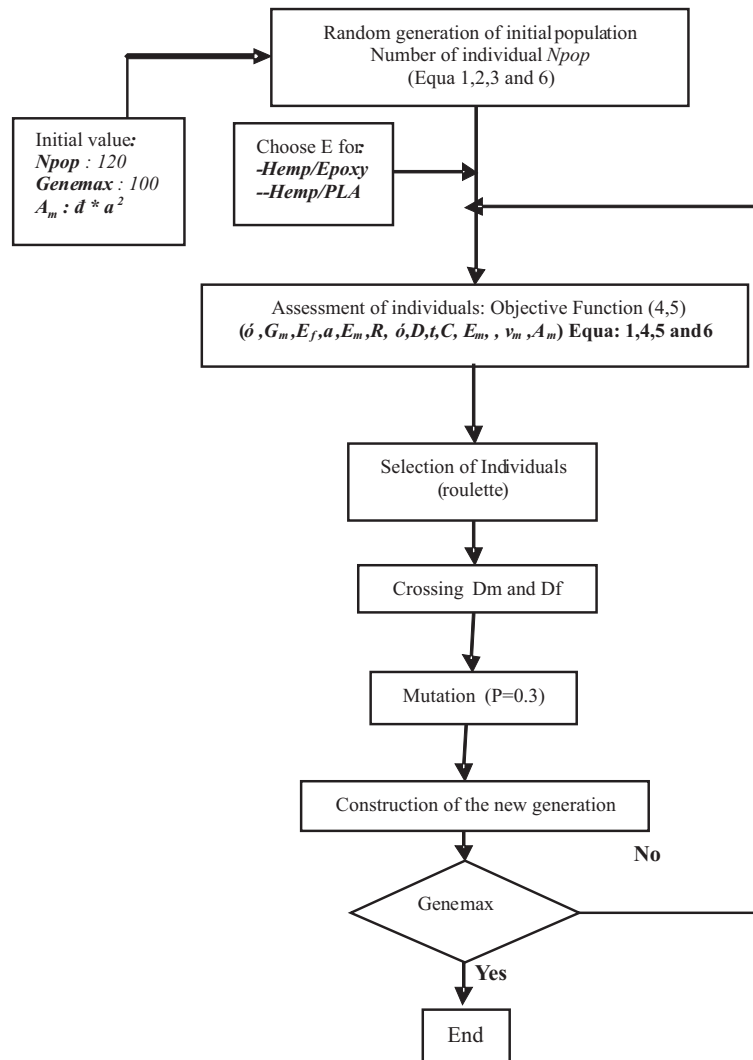 Random generation of initial population
Number of individual Npop
(Equa 1,2,3 and 6)
Initial value:
Npop : 120
Genemax : 100
Am : đ * a²
Choose E for:
-Hemp/Epoxy
--Hemp/PLA
Assessment of individuals: Objective Function (4,5)
(ó ,Gm,Ef,a,Em,R, ó,D,t,C, Em, , vm ,Am) Equa: 1,4,5 and 6
Selection of Individuals
(roulette)
Crossing Dm and Df
Mutation (P=0.3)
Construction of the new generation
No
Genemax
Yes
End